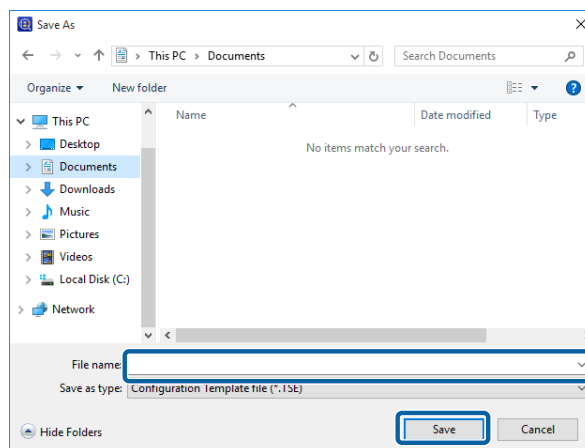 Save As
This PC > Documents
Search Documents
Organize
New folder
?
Name
Date modified
Type
This PC
Desktop
Documents
Downloads
Music
Pictures
Videos
Local Disk (C:)
Network
No items match your search.
File name:
Save as type: Configuration Template file (*.TSE)
Hide Folders
Save
Cancel